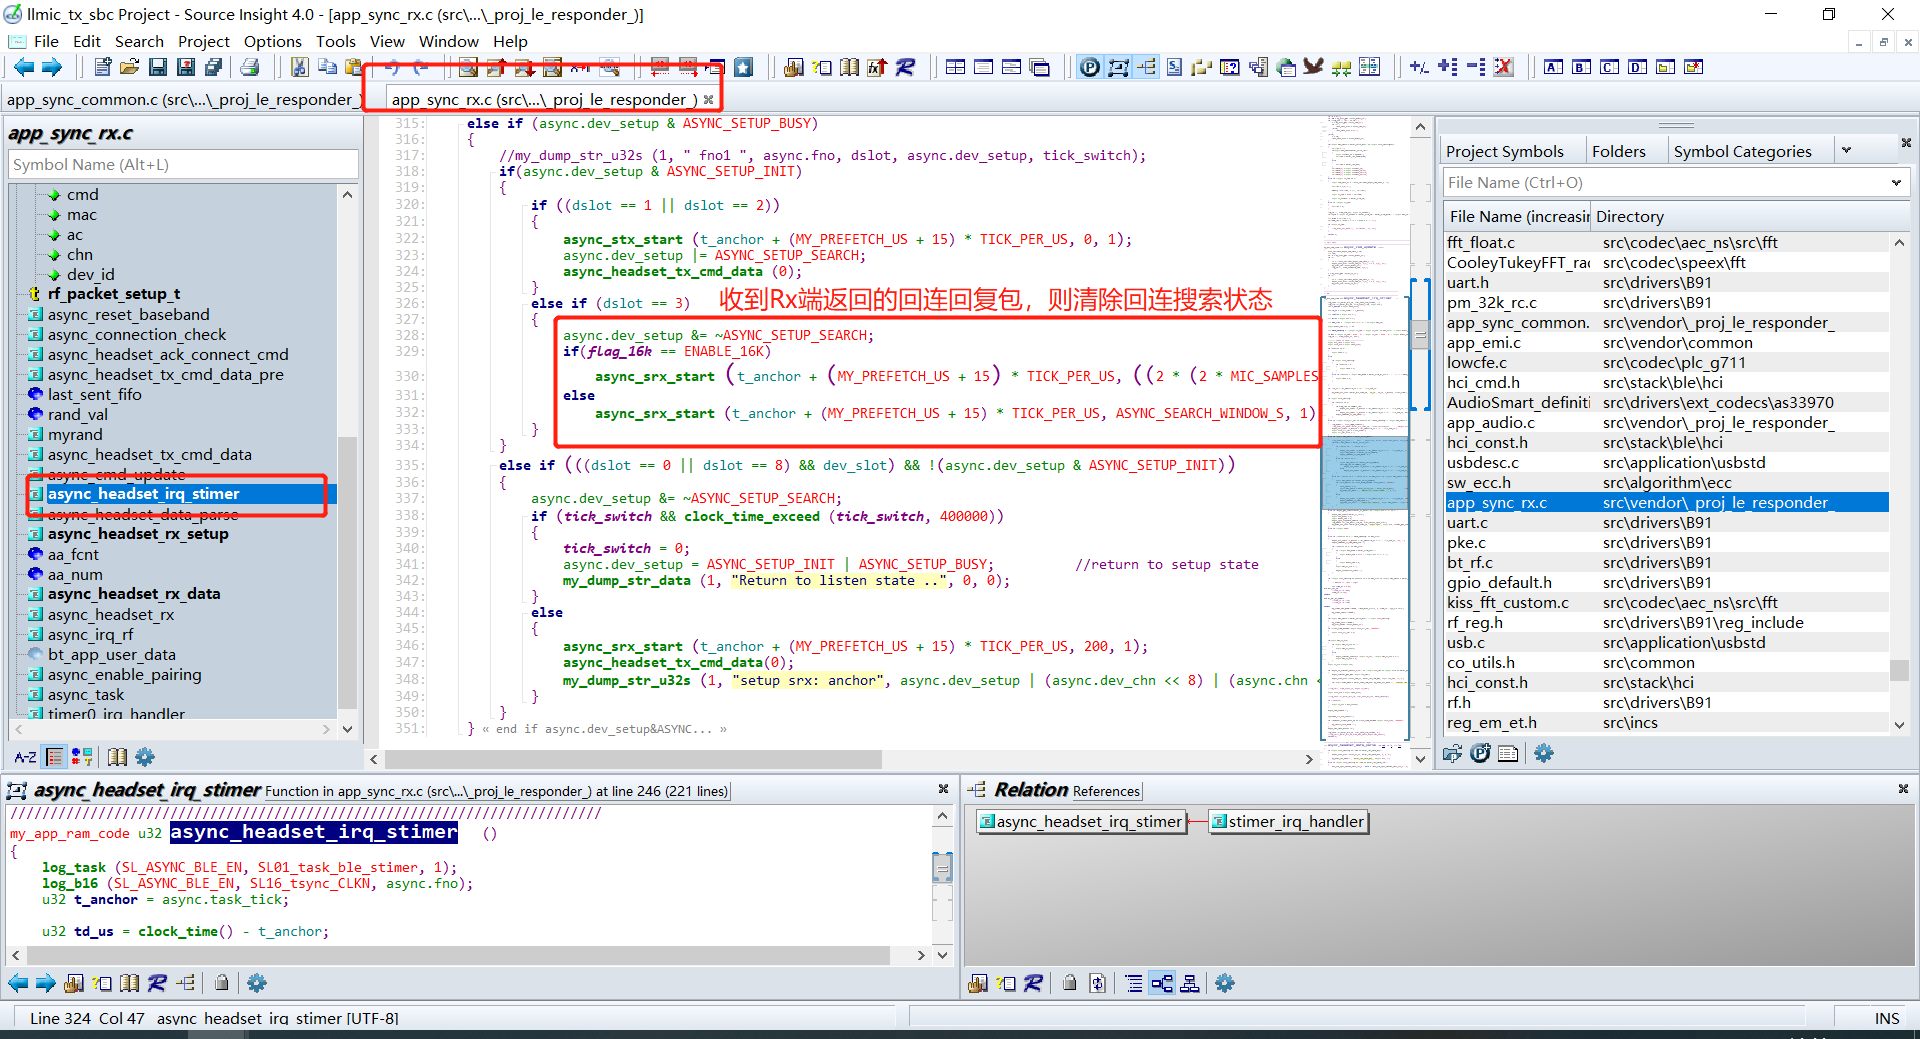 llmic_tx_sbc Project - Source Insight 4.0 - [app_sync_rx.c (src\...\_proj_le_responder_)]
File Edit Search Project Options Tools View Window Help
app_sync_common.c (src\...\_proj_le_responder_)
app_sync_rx.c (src\...\_proj_le_responder_)
app_sync_rx.c
Symbol Name (Alt+L)
cmd
mac
ac
chn
dev_id
rf_packet_setup_t
async_reset_baseband
async_connection_check
async_headset_ack_connect_cmd
async_headset_tx_cmd_data_pre
last_sent_fifo
rand_val
myrand
async_headset_tx_cmd_data
async_cmd_update
async_headset_irq_stimer
async_headset_data_parse
async_headset_rx_setup
aa_fcnt
aa_num
async_headset_rx_data
async_headset_rx
async_irq_rf
bt_app_user_data
async_enable_pairing
async_task
timer0_irq_handler
A-Z
315: else if (async.dev_setup & ASYNC_SETUP_BUSY)
316: {
317: //my_dump_str_u32s (1, " fno1 ", async.fno, dslot, async.dev_setup, tick_switch);
318: if(async.dev_setup & ASYNC_SETUP_INIT)
319: {
320: if ((dslot == 1 || dslot == 2))
321: {
322: async_stx_start (t_anchor + (MY_PREFETCH_US + 15) * TICK_PER_US, 0, 1);
323: async.dev_setup |= ASYNC_SETUP_SEARCH;
324: async_headset_tx_cmd_data (0);
325: }
326: else if (dslot == 3)
收到Rx端返回的回连回复包，则清除回连搜索状态
327: {
328: async.dev_setup &= ~ASYNC_SETUP_SEARCH;
329: if(flag_16k == ENABLE_16K)
330: async_srx_start (t_anchor + (MY_PREFETCH_US + 15) * TICK_PER_US, ((2 * (2 * MIC_SAMPLES
331: else
332: async_srx_start (t_anchor + (MY_PREFETCH_US + 15) * TICK_PER_US, ASYNC_SEARCH_WINDOW_S, 1)
333: }
334: }
335: else if (((dslot == 0 || dslot == 8) && dev_slot) && !(async.dev_setup & ASYNC_SETUP_INIT))
336: {
337: async.dev_setup &= ~ASYNC_SETUP_SEARCH;
338: if (tick_switch && clock_time_exceed (tick_switch, 400000))
339: {
340: tick_switch = 0;
341: async.dev_setup = ASYNC_SETUP_INIT | ASYNC_SETUP_BUSY; //return to setup state
342: my_dump_str_data (1, "Return to listen state ..", 0, 0);
343: }
344: else
345: {
346: async_srx_start (t_anchor + (MY_PREFETCH_US + 15) * TICK_PER_US, 200, 1);
347: async_headset_tx_cmd_data(0);
348: my_dump_str_u32s (1, "setup srx: anchor", async.dev_setup | (async.dev_chn << 8) | (async.chn <
349: }
350: }
351: } « end if async.dev_setup&ASYNC... »
Project Symbols Folders Symbol Categories
File Name (Ctrl+O)
File Name (increasin Directory
fft_float.c src\codec\aec_ns\src\fft
CooleyTukeyFFT_rad src\codec\speex\fft
uart.h src\drivers\B91
pm_32k_rc.c src\drivers\B91
app_sync_common. src\vendor\_proj_le_responder_
app_emi.c src\vendor\common
lowcfe.c src\codec\plc_g711
hci_cmd.h src\stack\ble\hci
AudioSmart_definiti src\drivers\ext_codecs\as33970
app_audio.c src\vendor\_proj_le_responder_
hci_const.h src\stack\ble\hci
usbdesc.c src\application\usbstd
sw_ecc.h src\algorithm\ecc
app_sync_rx.c src\vendor\_proj_le_responder_
uart.c src\drivers\B91
pke.c src\drivers\B91
bt_rf.c src\drivers\B91
gpio_default.h src\drivers\B91
kiss_fft_custom.c src\codec\aec_ns\src\fft
rf_reg.h src\drivers\B91\reg_include
usb.c src\application\usbstd
co_utils.h src\common
hci_const.h src\stack\hci
rf.h src\drivers\B91
reg_em_et.h src\incs
async_headset_irq_stimer Function in app_sync_rx.c (src\...\_proj_le_responder_) at line 246 (221 lines)
//////////////////////////////////////////////////////////////////////////
my_app_ram_code u32 async_headset_irq_stimer ()
{
log_task (SL_ASYNC_BLE_EN, SL01_task_ble_stimer, 1);
log_b16 (SL_ASYNC_BLE_EN, SL16_tsync_CLKN, async.fno);
u32 t_anchor = async.task_tick;
u32 td_us = clock_time() - t_anchor;
Relation References
async_headset_irq_stimer stimer_irq_handler
Line 324 Col 47 async_headset_irq_stimer [UTF-8]
INS